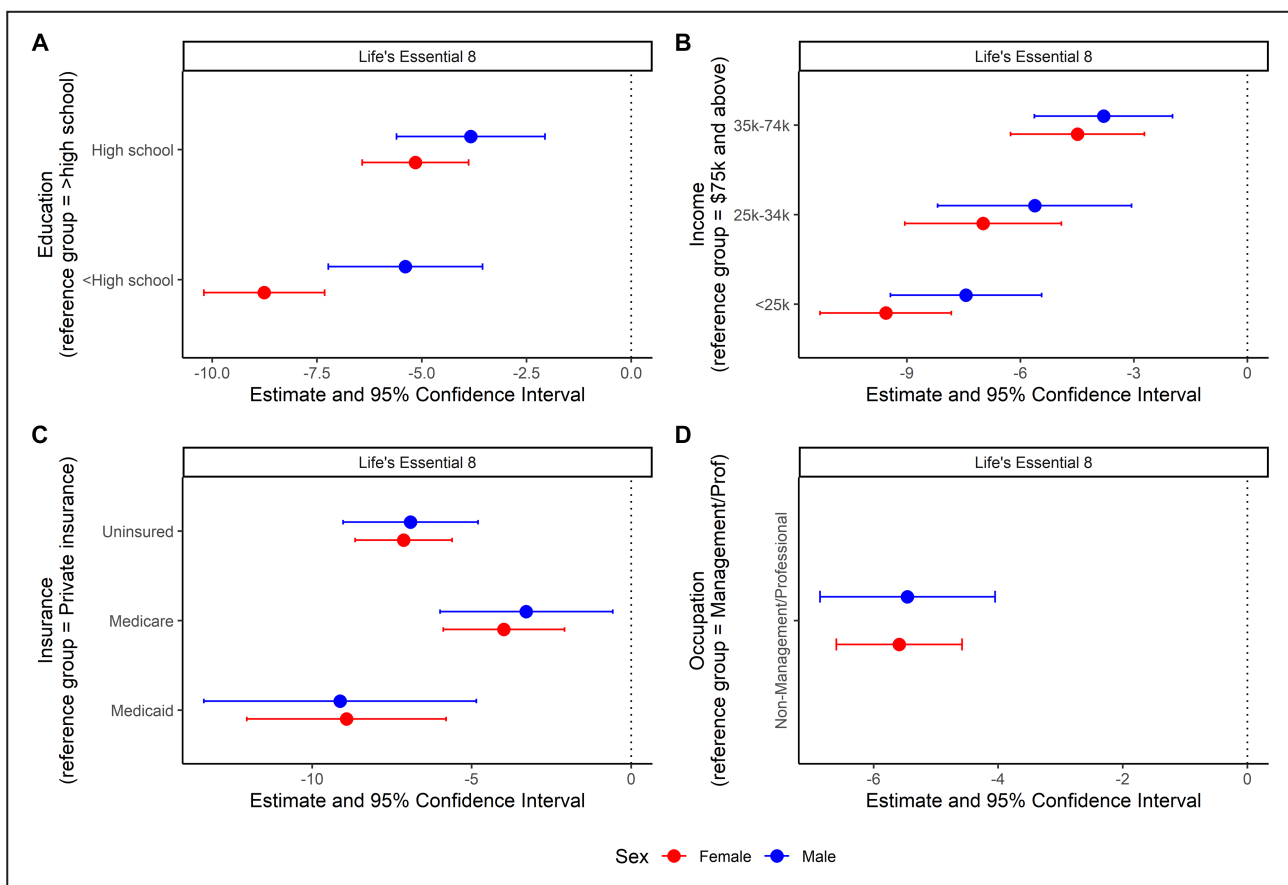 A
Life's Essential 8
Education
(reference group = >high school)
High school
<High school
-10.0
-7.5
-5.0
-2.5
0.0
Estimate and 95% Confidence Interval
B
Life's Essential 8
Income
(reference group = $75k and above)
35k-74k
25k-34k
<25k
-9
-6
-3
0
Estimate and 95% Confidence Interval
C
Life's Essential 8
Insurance
(reference group = Private insurance)
Uninsured
Medicare
Medicaid
-10
-5
0
Estimate and 95% Confidence Interval
D
Life's Essential 8
Occupation
(reference group = Management/Prof)
Non-Management/Professional
-6
-4
-2
0
Estimate and 95% Confidence Interval
Sex
Female
Male